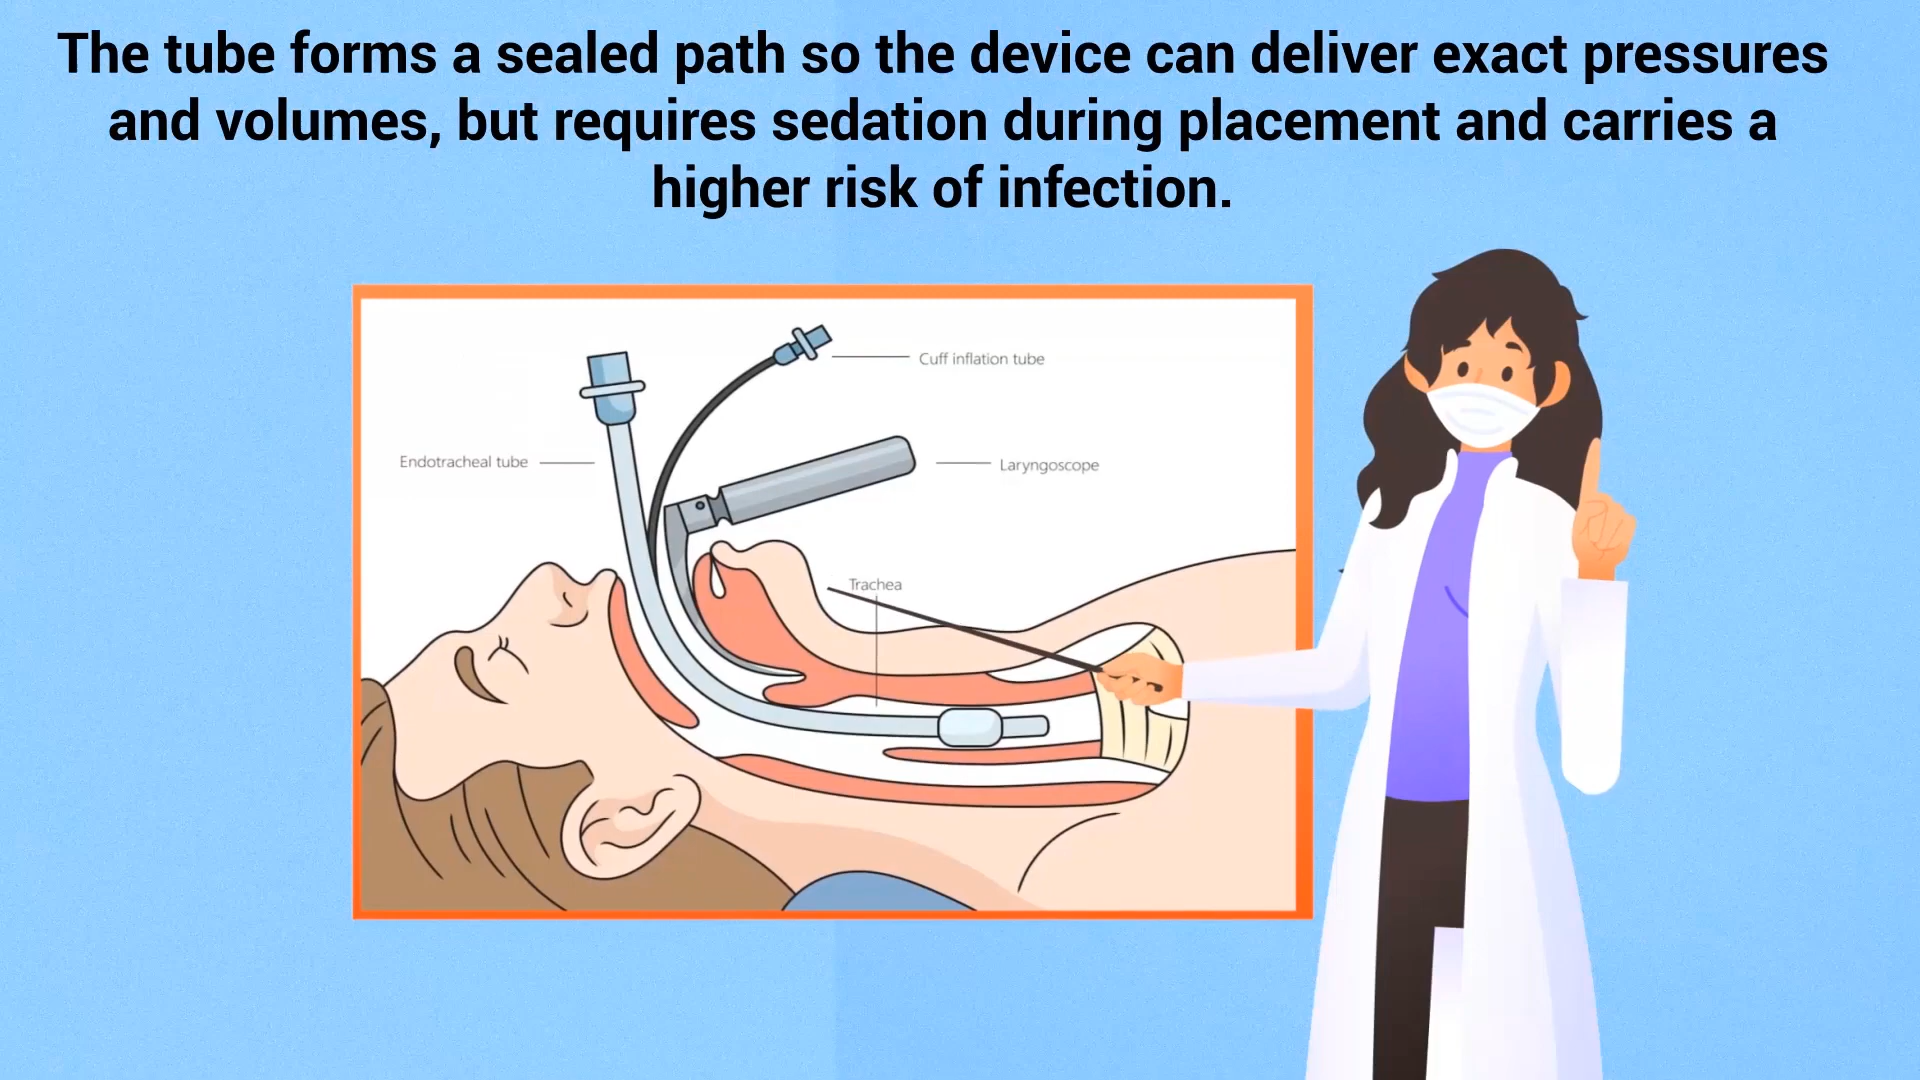 The tube forms a sealed path so the device can deliver exact pressures
and volumes, but requires sedation during placement and carries a
higher risk of infection.
Cuff inflation tube
Endotracheal tube
Laryngoscope
Trachea